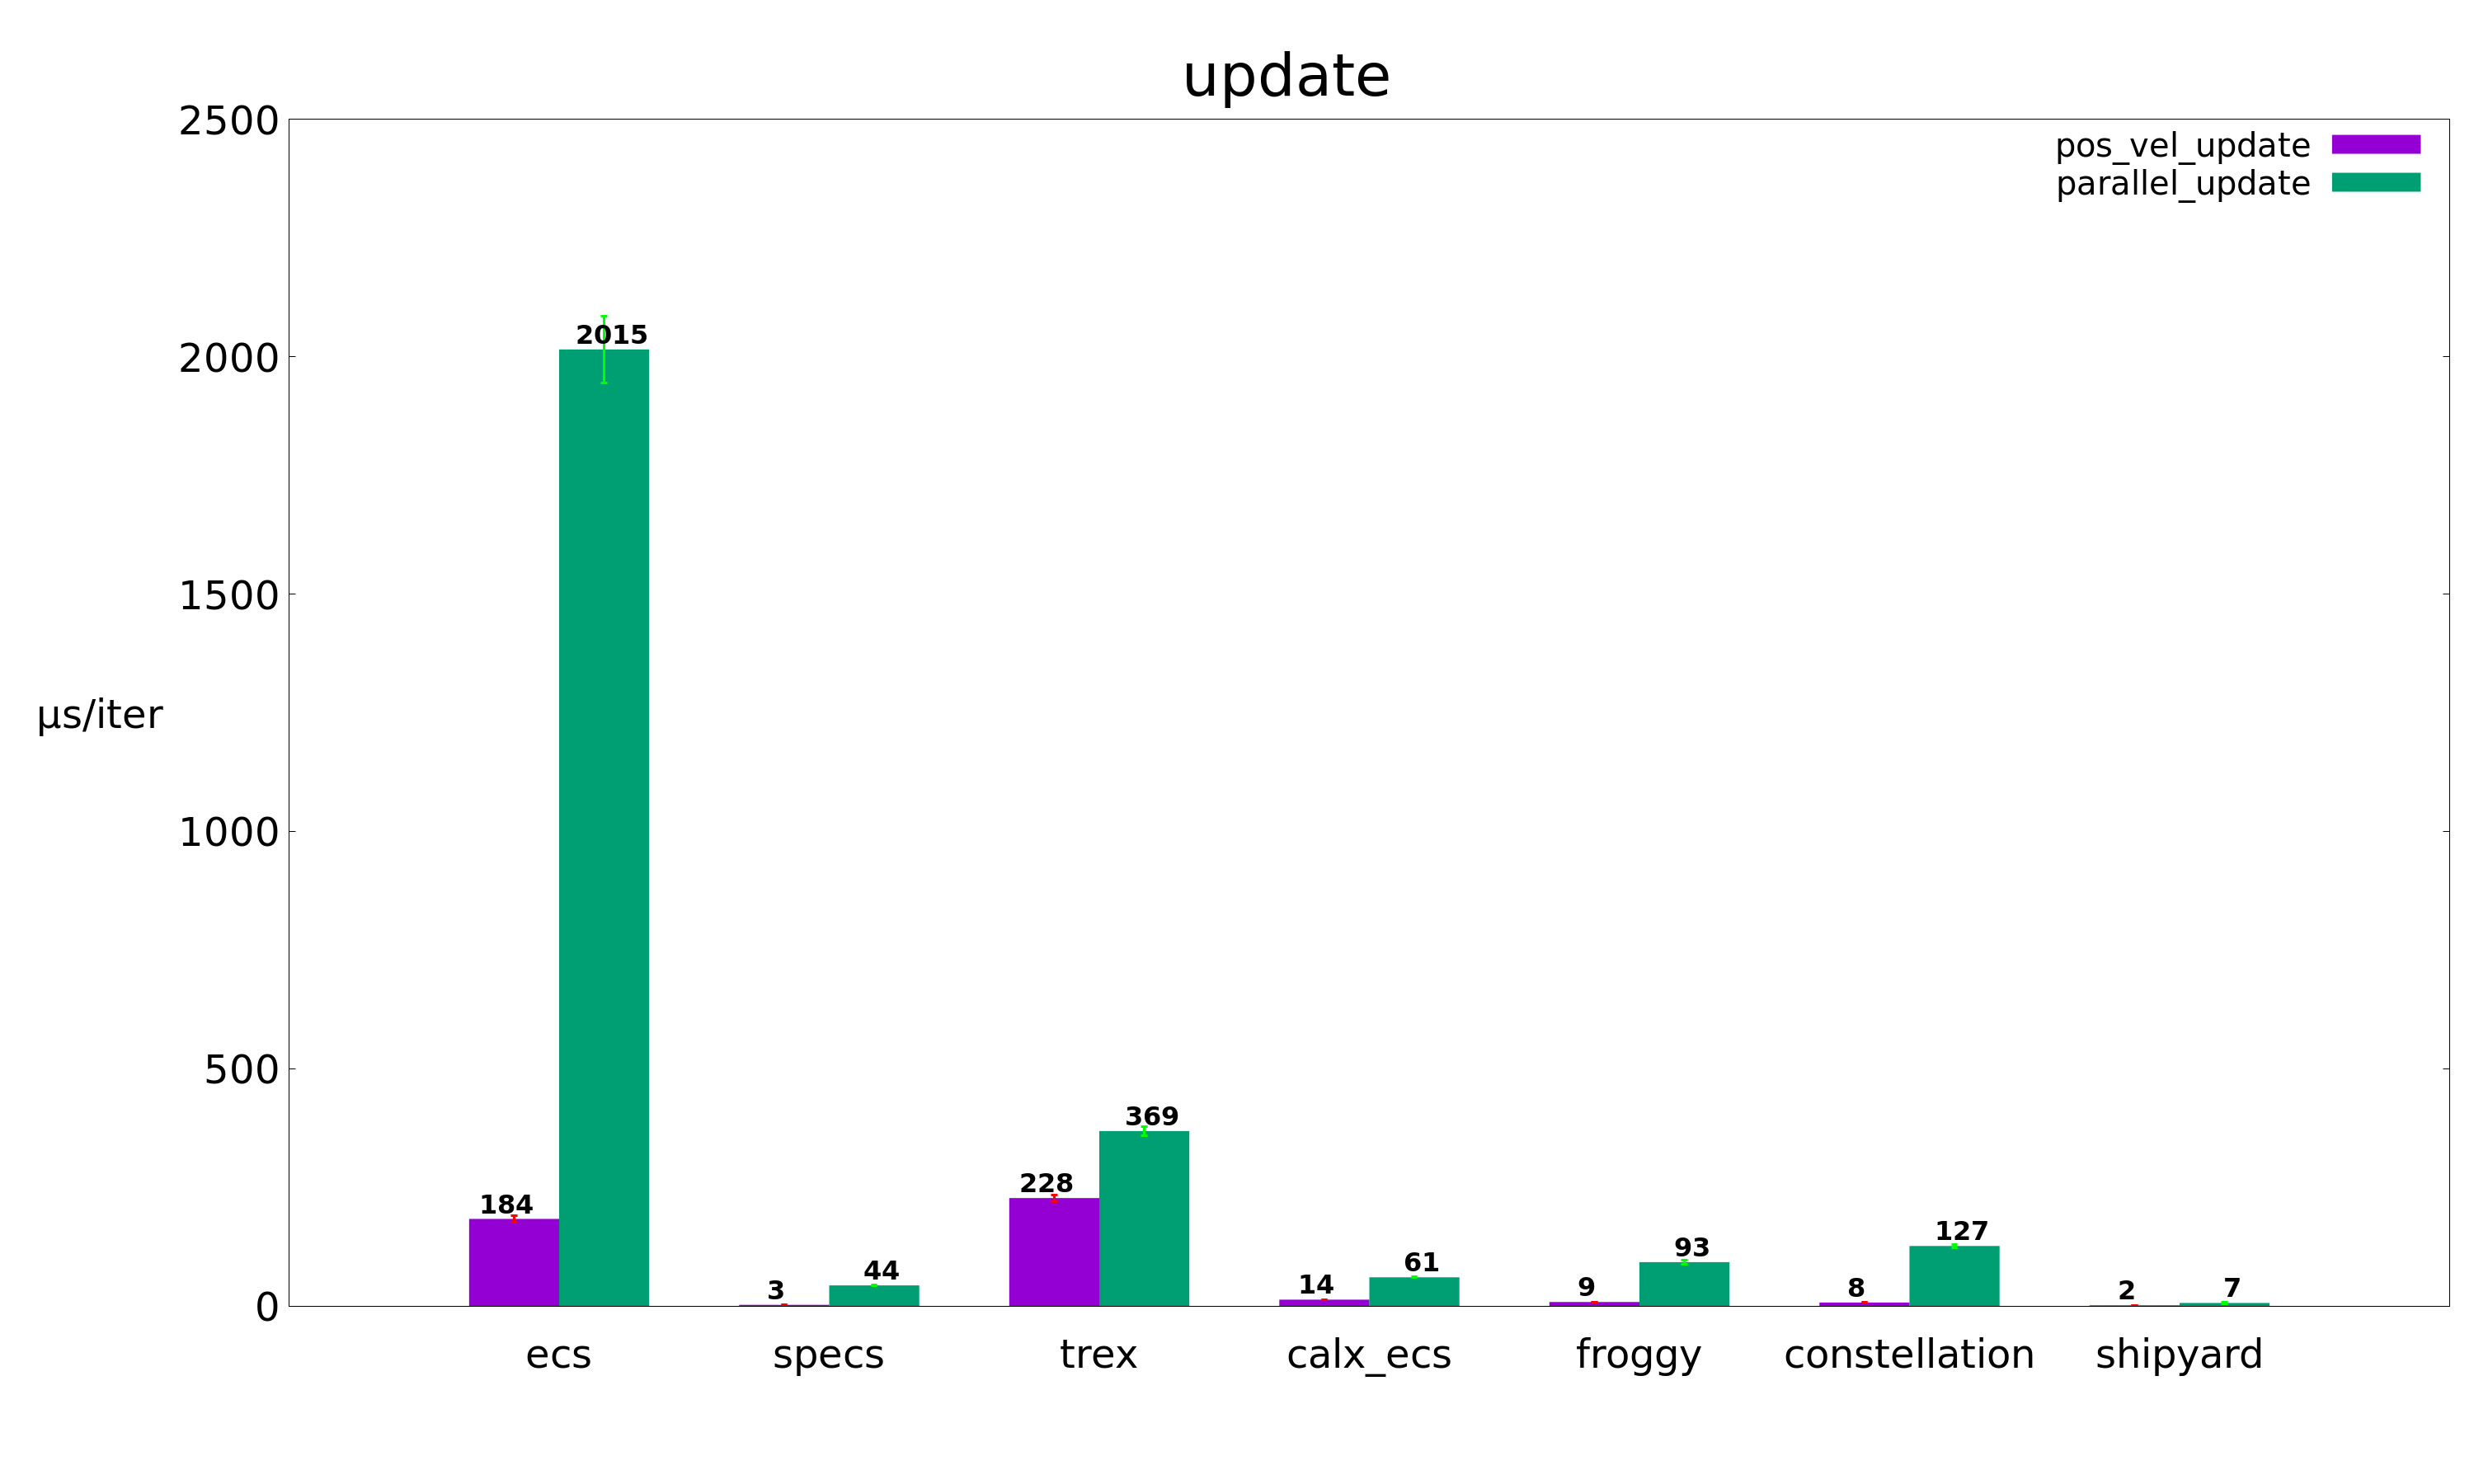 update
2500
2000
1500
1000
500
0
µs/iter
pos_vel_update
parallel_update
184
2015
3
44
228
369
14
61
9
93
8
127
2
7
ecs
specs
trex
calx_ecs
froggy
constellation
shipyard